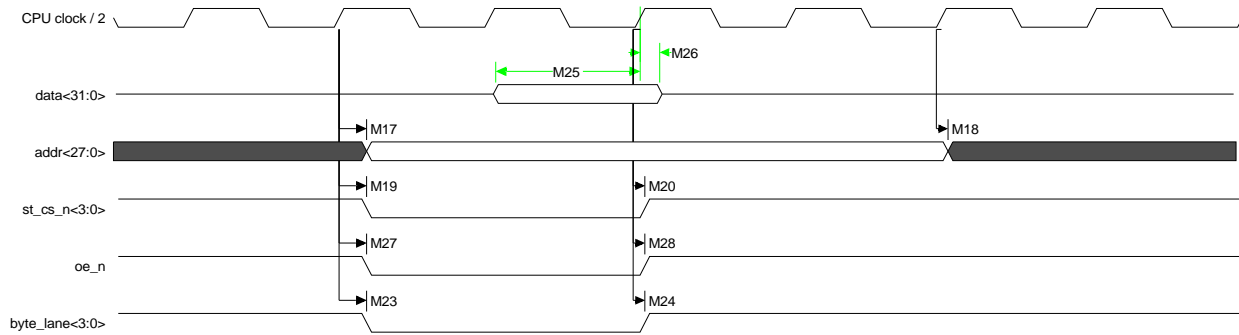 CPU clock / 2
M26
M25
data<31:0>
M17
M18
addr<27:0>
M19
M20
st_cs_n<3:0>
M27
M28
oe_n
M23
M24
byte_lane<3:0>